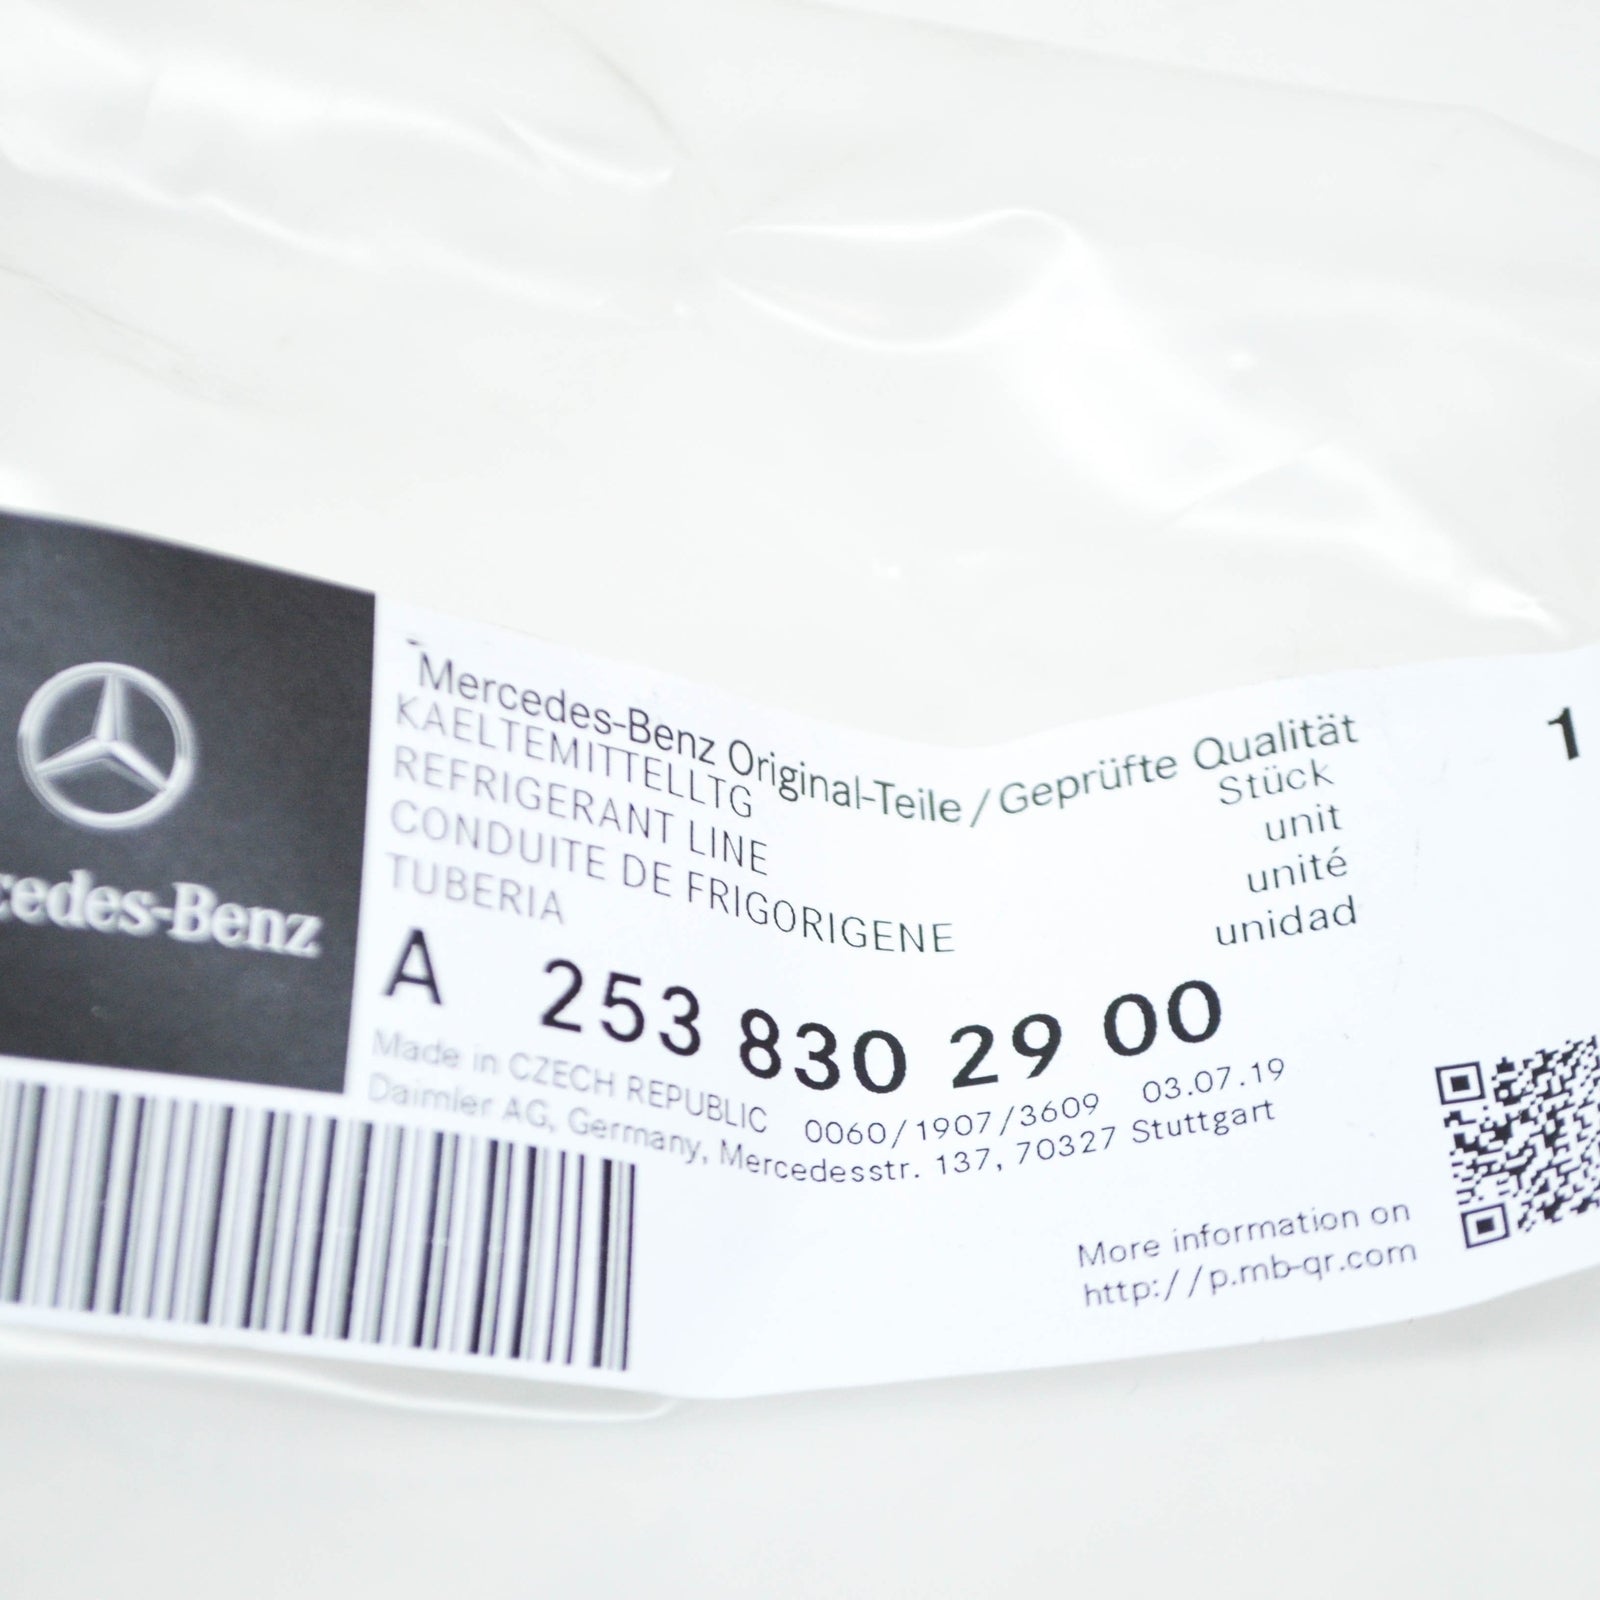 cedes-Benz
Mercedes-Benz Original-Teile / Geprüfte Qualität
KAELTEMITTELLTG
REFRIGERANT LINE
CONDUITE DE FRIGORIGENE
TUBERIA
Stück 1
unit
unité
unidad
A 253 830 29 00
Made in CZECH REPUBLIC 0060/1907/3609 03.07.19
Daimler AG, Germany, Mercedesstr. 137, 70327 Stuttgart
More information on
http://p.mb-qr.com